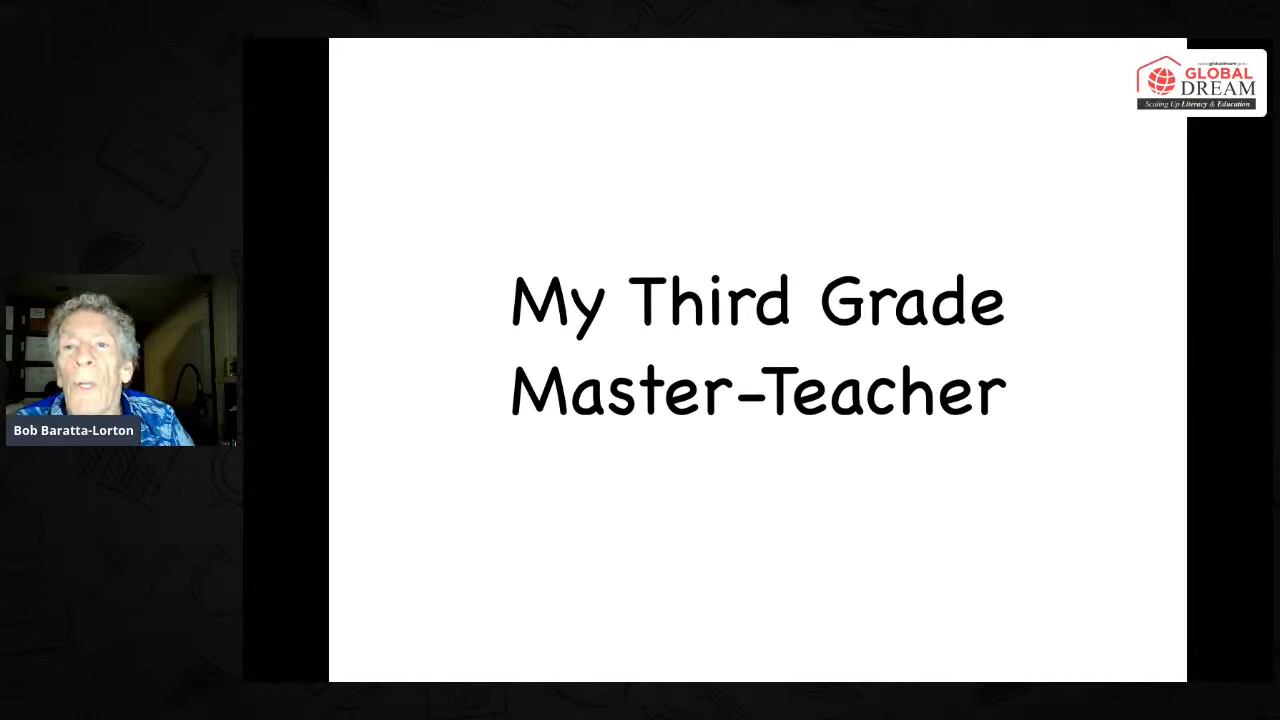 GLOBAL
DREAM
Scaling Up Literacy & Education
My Third Grade
Master-Teacher
Bob Baratta-Lorton